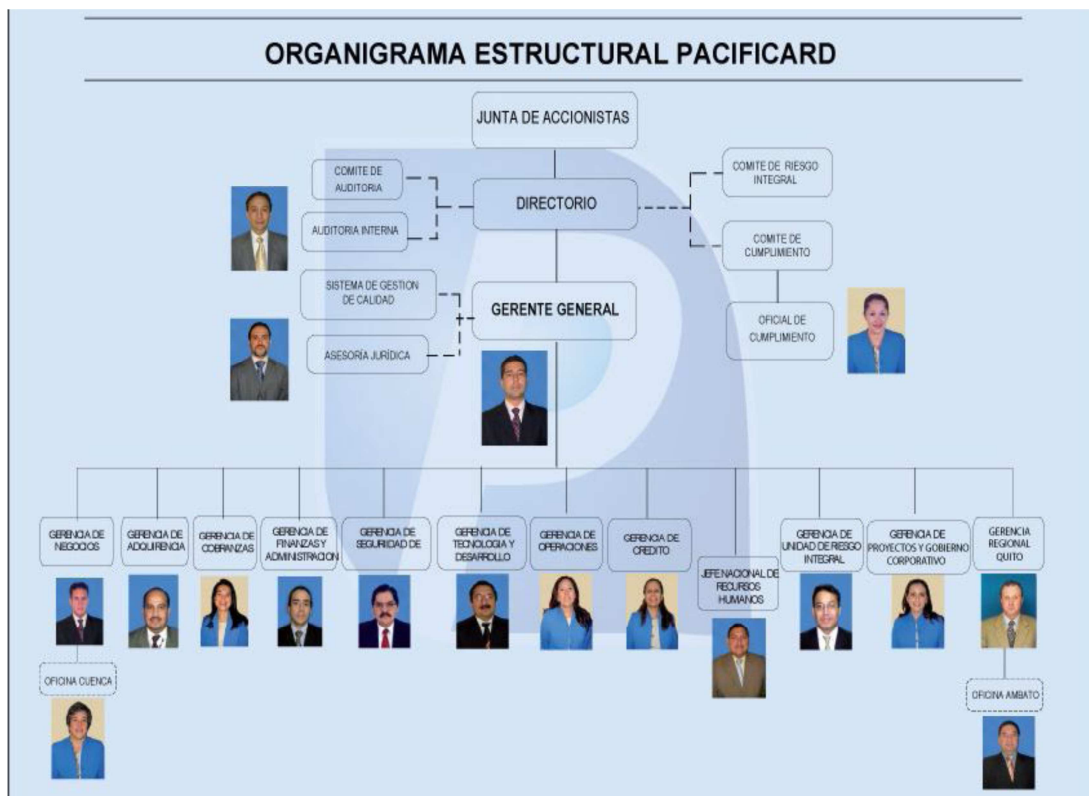 ORGANIGRAMA ESTRUCTURAL PACIFICARD
JUNTA DE ACCIONISTAS
COMITE DE
AUDITORIA
COMITE DE RIESGO
INTEGRAL
DIRECTORIO
AUDITORIA INTERNA
COMITE DE
CUMPLIMIENTO
SISTEMA DE GESTION
DE CALIDAD
GERENTE GENERAL
OFICIAL DE
CUMPLIMIENTO
ASESORÍA JURÍDICA
GERENCIA DE
NEGOCIOS
GERENCIA DE
ADQUIRENCIA
GERENCIA DE
COBRANZAS
GERENCIA DE
FINANZAS Y
ADMINISTRACION
GERENCIA DE
SEGURIDAD DE
GERENCIA DE
TECNOLOGIA Y
DESARROLLO
GERENCIA DE
OPERACIONES
GERENCIA DE
CREDITO
JEFE NACIONAL DE
RECURSOS
HUMANOS
GERENCIA DE
UNIDAD DE RIESGO
INTEGRAL
GERENCIA DE
PROYECTOS Y GOBIERNO
CORPORATIVO
GERENCIA
REGIONAL
QUITO
OFICINA CUENCA
OFICINA AMBATO